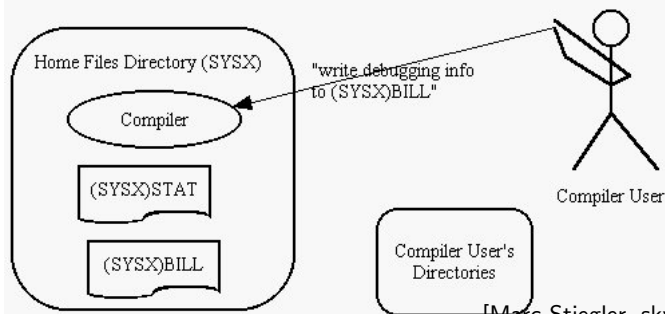 Home Files Directory (SYSX)
"write debugging info
to (SYSX)BILL"
Compiler
(SYSX)STAT
(SYSX)BILL
Compiler User
Compiler User's
Directories
[Marc Stiegler,